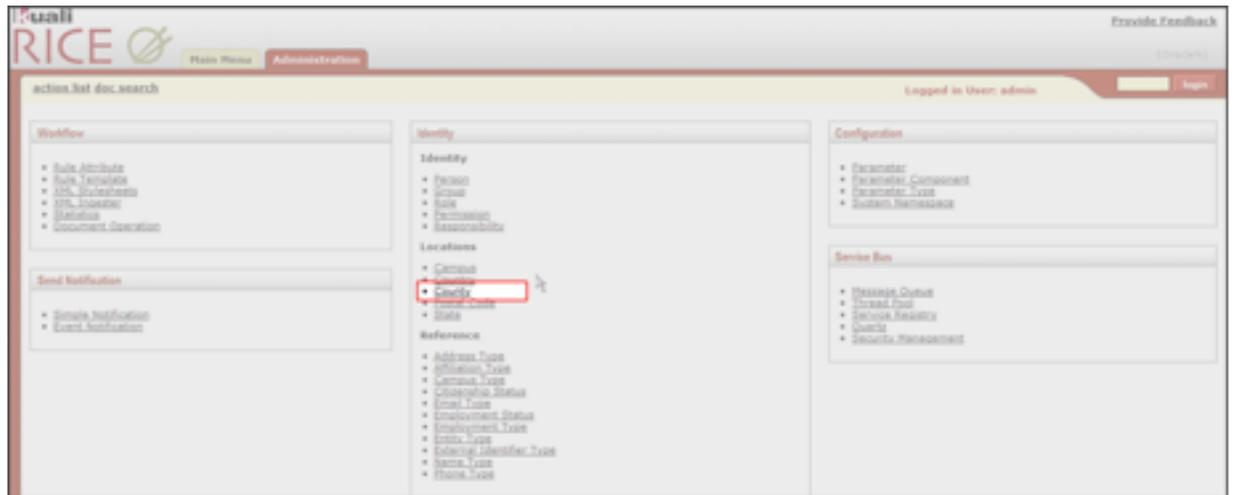 Kuali
RICE
Provide Feedback
Main Menu
Administration
action list doc search
Logged in User: admin
login
Workflow
Rule Attribute
Rule Template
XML Stylesheets
XML Ingester
Statistics
Document Operation
Send Notification
Simple Notification
Event Notification
Identity
Identity
Person
Group
Role
Permission
Responsibility
Locations
Campus
Country
County
Postal Code
State
Reference
Address Type
Affiliation Type
Campus Type
Citizenship Status
Email Type
Employment Status
Employment Type
Entity Type
External Identifier Type
Name Type
Phone Type
Configuration
Parameter
Parameter Component
Parameter Type
System Namespace
Service Bus
Message Queue
Thread Pool
Service Registry
Quartz
Security Management